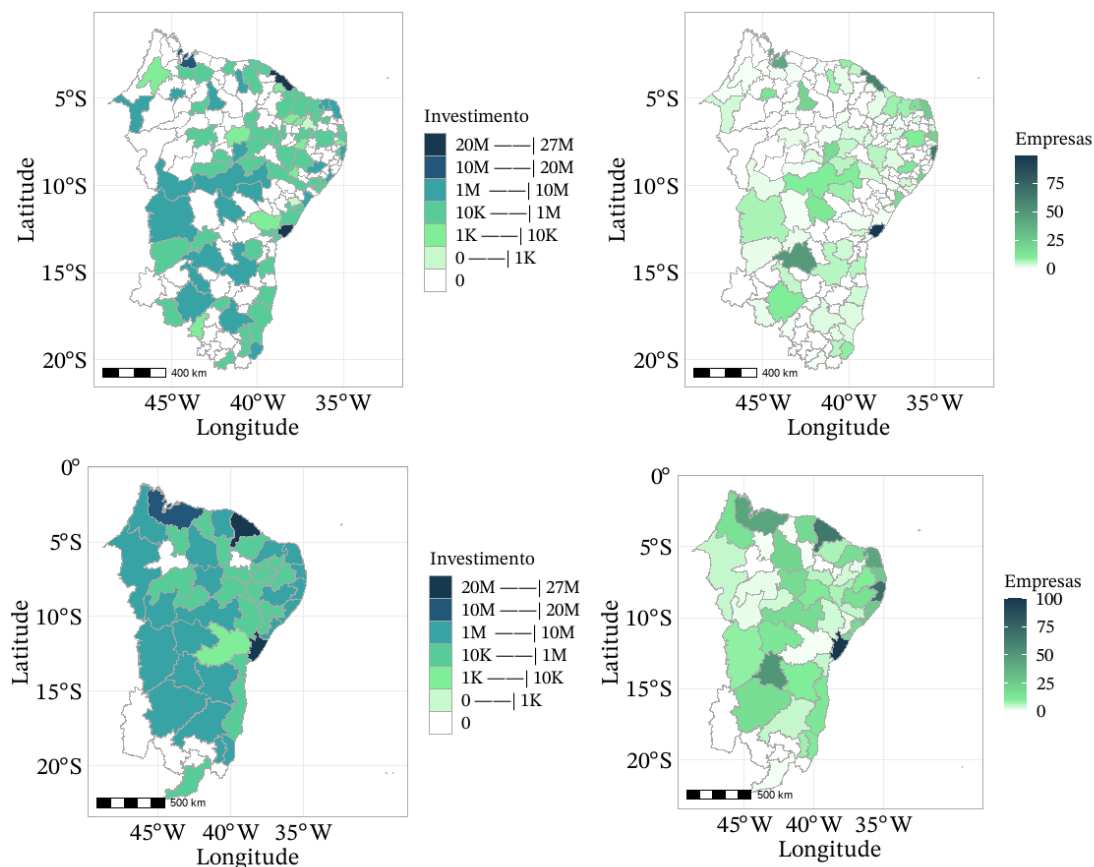 5°S
10°S
15°S
20°S
Latitude
400 km
45°W 40°W 35°W
Longitude
Investimento
20M ——| 27M
10M ——| 20M
1M ——| 10M
10K ——| 1M
1K ——| 10K
0 ——| 1K
0
5°S
10°S
15°S
20°S
Latitude
400 km
45°W 40°W 35°W
Longitude
Empresas
75
50
25
0
0°
5°S
10°S
15°S
20°S
Latitude
500 km
45°W 40°W 35°W
Longitude
Investimento
20M ——| 27M
10M ——| 20M
1M ——| 10M
10K ——| 1M
1K ——| 10K
0 ——| 1K
0
0°
5°S
10°S
15°S
20°S
Latitude
500 km
45°W 40°W 35°W
Longitude
Empresas
100
75
50
25
0